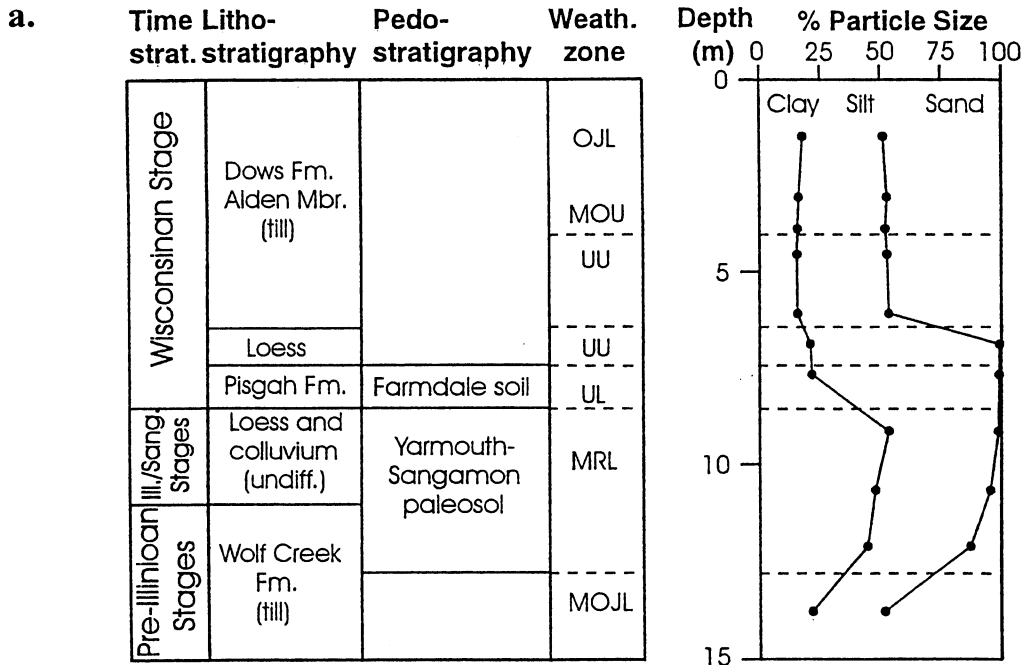 a.
Time Litho- Pedo- Weath. Depth % Particle Size
strat. stratigraphy stratigraphy zone (m) 0 25 50 75 100
0
Clay Silt Sand
Wisconsinan Stage
Dows Fm.
Alden Mbr.
(till)
OJL
MOU
UU
5
Loess UU
Pisgah Fm. Farmdale soil UL
Ill./Sang.
Stages
Loess and
colluvium
(undiff.)
Yarmouth-
Sangamon
paleosol
MRL
10
Pre-Illinioan
Stages
Wolf Creek
Fm.
(till)
MOJL
15